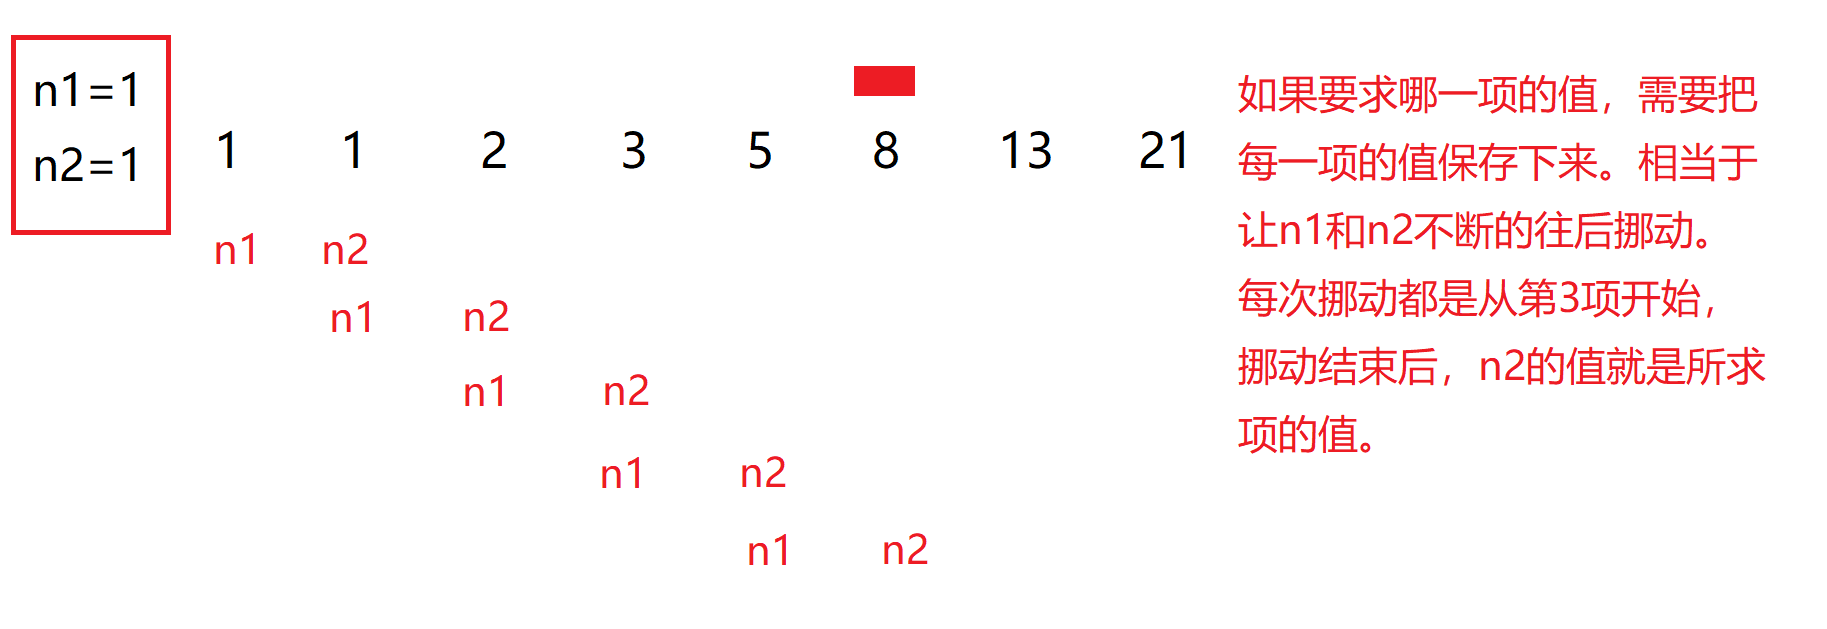 n1=1
n2=1
1 1 2 3 5 8 13 21
n1 n2
n1 n2
n1 n2
n1 n2
n1 n2
如果要求哪一项的值，需要把
每一项的值保存下来。相当于
让n1和n2不断的往后挪动。
每次挪动都是从第3项开始，
挪动结束后，n2的值就是所求
项的值。